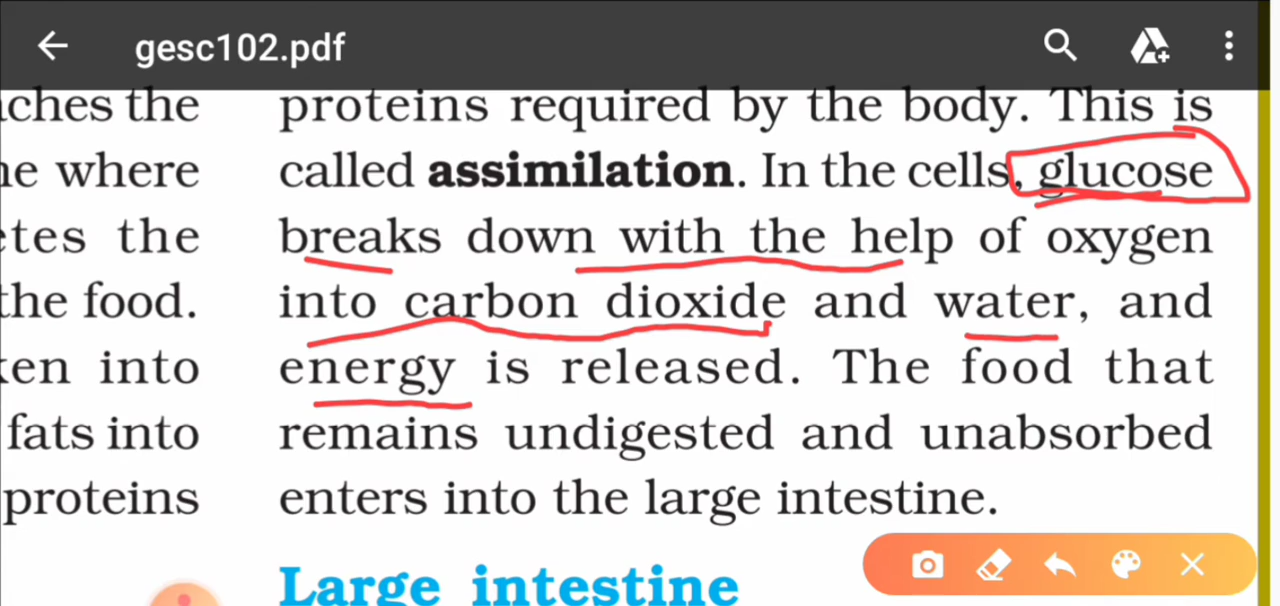 gesc102.pdf
ches the
e where
etes the
the food.
en into
fats into
proteins
proteins required by the body. This is
called assimilation. In the cells, glucose
breaks down with the help of oxygen
into carbon dioxide and water, and
energy is released. The food that
remains undigested and unabsorbed
enters into the large intestine.
Large intestine